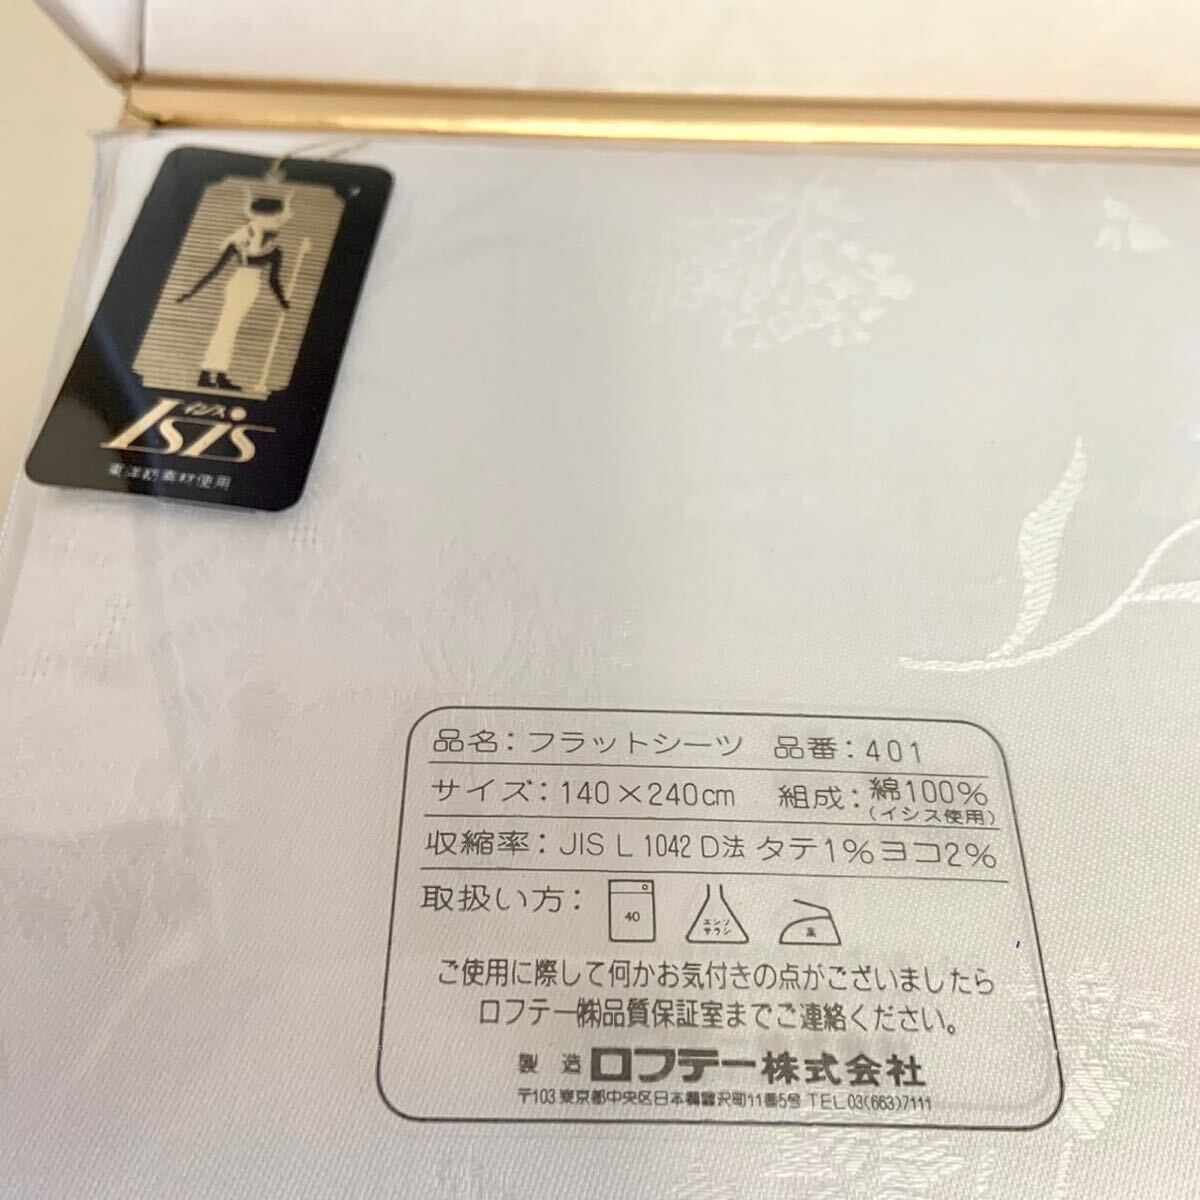 イシス
Isis
東洋紡素材使用
品名：フラットシーツ 品番：401
サイズ：140×240cm 組成：綿100%
(イシス使用)
収縮率：JIS L 1042 D法 タテ1%ヨコ2%
取扱い方：
40
エンソ
サラシ
高
ご使用に際して何かお気付きの点がございましたら
ロフテー㈱品質保証室までご連絡ください。
製造 ロフテー株式会社
〒103 東京都中央区日本橋蠣殻町11番5号 TEL 03(663)7111